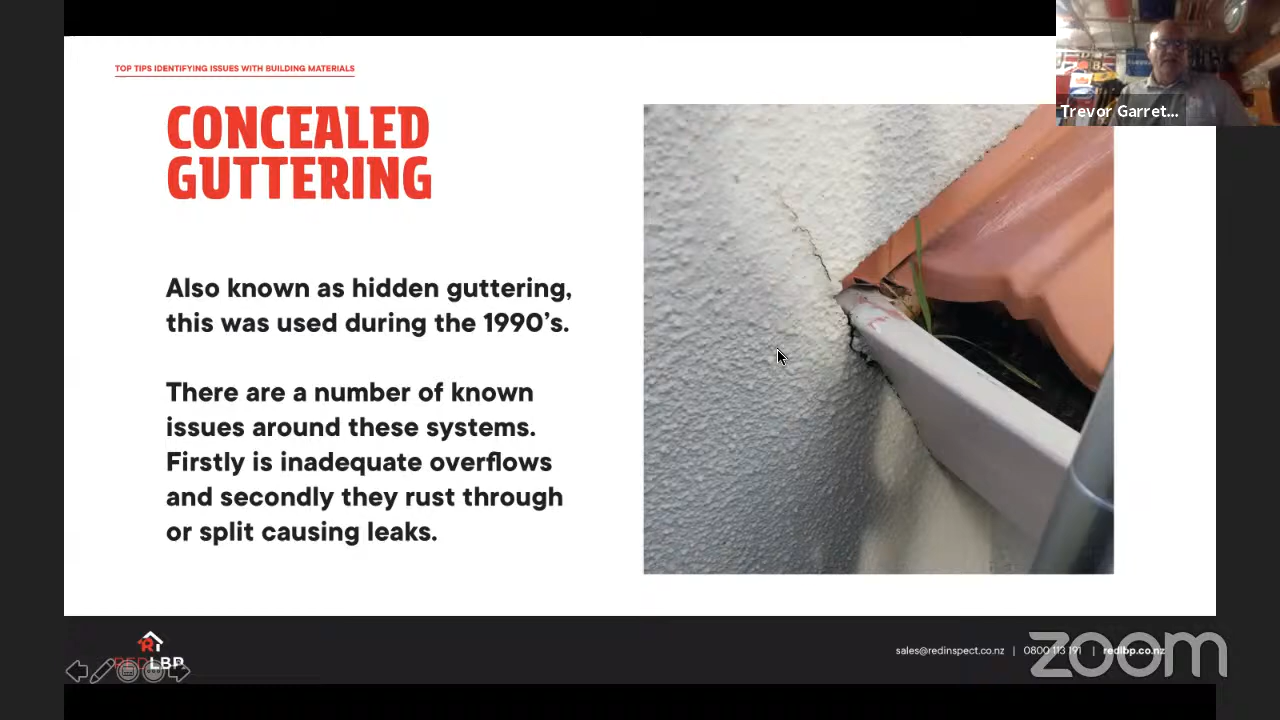 TOP TIPS IDENTIFYING ISSUES WITH BUILDING MATERIALS
CONCEALED
GUTTERING
Also known as hidden guttering,
this was used during the 1990’s.
There are a number of known
issues around these systems.
Firstly is inadequate overflows
and secondly they rust through
or split causing leaks.
Trevor Garret...
REDLBP
sales@redinspect.co.nz | 0800 113 191 | redlbp.co.nz
zoom